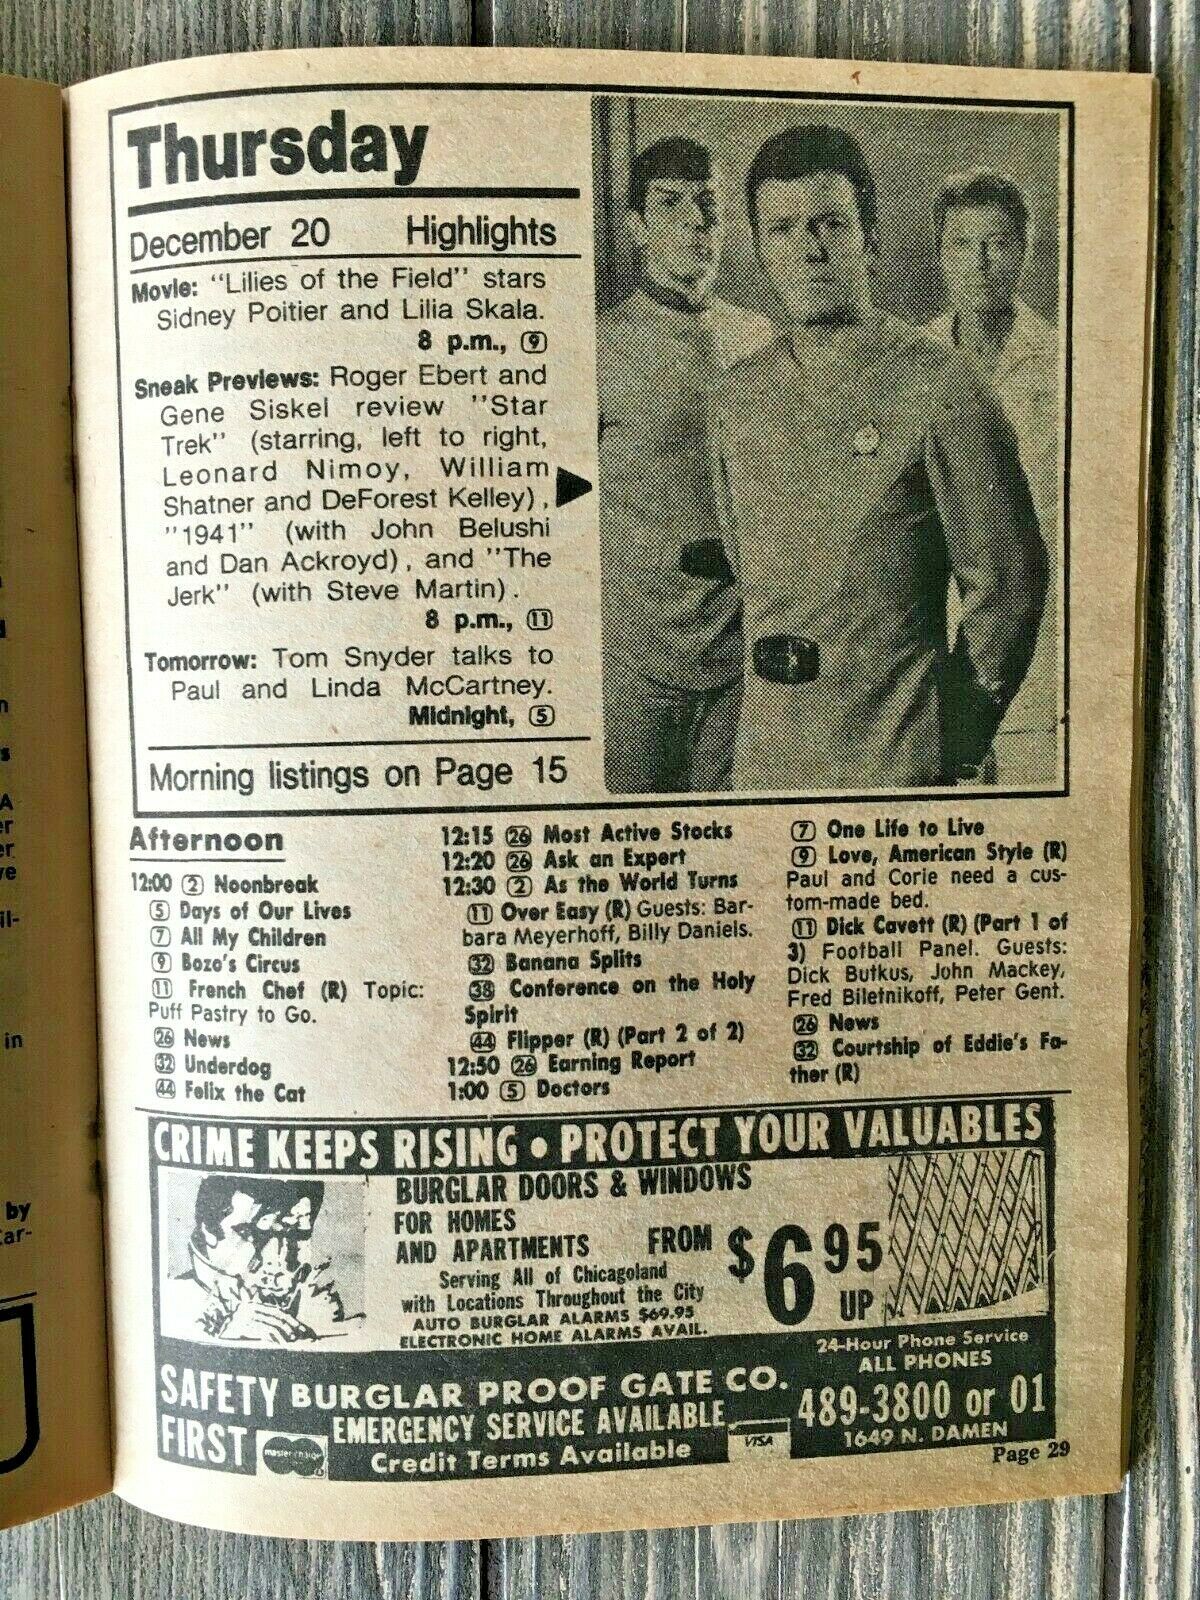 Thursday
December 20 Highlights
Movie: "Lilies of the Field" stars
Sidney Poitier and Lilia Skala.
8 p.m., 9
Sneak Previews: Roger Ebert and
Gene Siskel review "Star
Trek" (starring, left to right,
Leonard Nimoy, William
Shatner and DeForest Kelley),
"1941" (with John Belushi
and Dan Ackroyd), and "The
Jerk" (with Steve Martin).
8 p.m., 11
Tomorrow: Tom Snyder talks to
Paul and Linda McCartney.
Midnight, 5
Morning listings on Page 15
Afternoon
12:00 2 Noonbreak
5 Days of Our Lives
7 All My Children
9 Bozo's Circus
11 French Chef (R) Topic:
Puff Pastry to Go.
26 News
32 Underdog
44 Felix the Cat
12:15 26 Most Active Stocks
12:20 26 Ask an Expert
12:30 2 As the World Turns
11 Over Easy (R) Guests: Bar-
bara Meyerhoff, Billy Daniels.
32 Banana Splits
38 Conference on the Holy
Spirit
44 Flipper (R) (Part 2 of 2)
12:50 26 Earning Report
1:00 5 Doctors
7 One Life to Live
9 Love, American Style (R)
Paul and Corie need a cus-
tom-made bed.
11 Dick Cavett (R) (Part 1 of
3) Football Panel. Guests:
Dick Butkus, John Mackey,
Fred Biletnikoff, Peter Gent.
26 News
32 Courtship of Eddie's Fa-
ther (R)
CRIME KEEPS RISING • PROTECT YOUR VALUABLES
BURGLAR DOORS & WINDOWS
FOR HOMES
AND APARTMENTS FROM $6.95 UP
Serving All of Chicagoland
with Locations Throughout the City
AUTO BURGLAR ALARMS $69.95
ELECTRONIC HOME ALARMS AVAIL.
24-Hour Phone Service
ALL PHONES
SAFETY FIRST BURGLAR PROOF GATE CO. 489-3800 or 01
EMERGENCY SERVICE AVAILABLE 1649 N. DAMEN
master charge Credit Terms Available VISA
Page 29
in
by